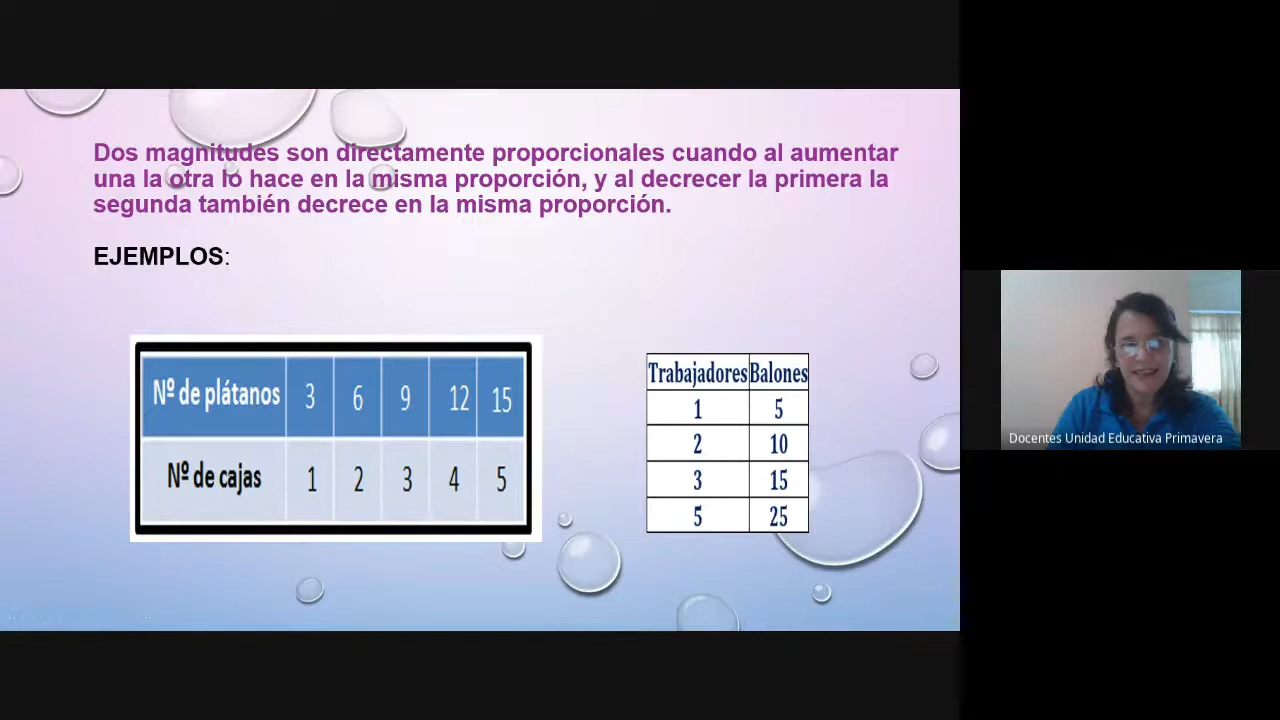 Dos magnitudes son directamente proporcionales cuando al aumentar
una la otra lo hace en la misma proporción, y al decrecer la primera la
segunda también decrece en la misma proporción.
EJEMPLOS:
Nº de plátanos 3 6 9 12 15
Nº de cajas 1 2 3 4 5
Trabajadores Balones
1 5
2 10
3 15
5 25
Docentes Unidad Educativa Primavera